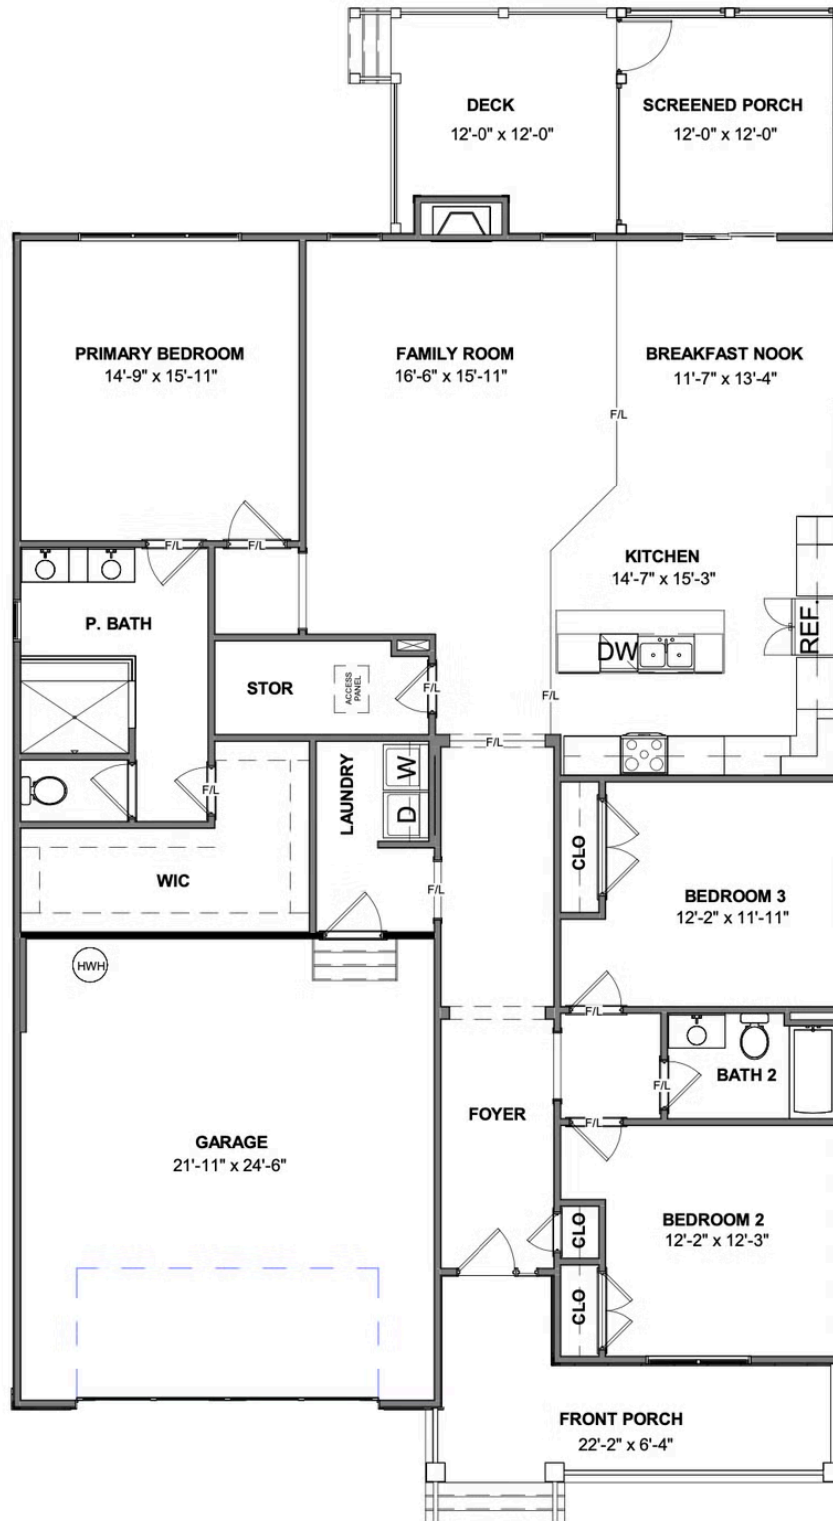 DECK
12'-0" x 12'-0"
SCREENED PORCH
12'-0" x 12'-0"
PRIMARY BEDROOM
14'-9" x 15'-11"
FAMILY ROOM
16'-6" x 15'-11"
BREAKFAST NOOK
11'-7" x 13'-4"
F/L
F/L
F/L
KITCHEN
14'-7" x 15'-3"
P. BATH
REF.
DW
STOR
ACCESS
PANEL
F/L
F/L
F/L
LAUNDRY
W
D
F/L
WIC
CLO
F/L
BEDROOM 3
12'-2" x 11'-11"
HWH
F/L
BATH 2
F/L
FOYER
F/L
GARAGE
21'-11" x 24'-6"
CLO
BEDROOM 2
12'-2" x 12'-3"
CLO
FRONT PORCH
22'-2" x 6'-4"